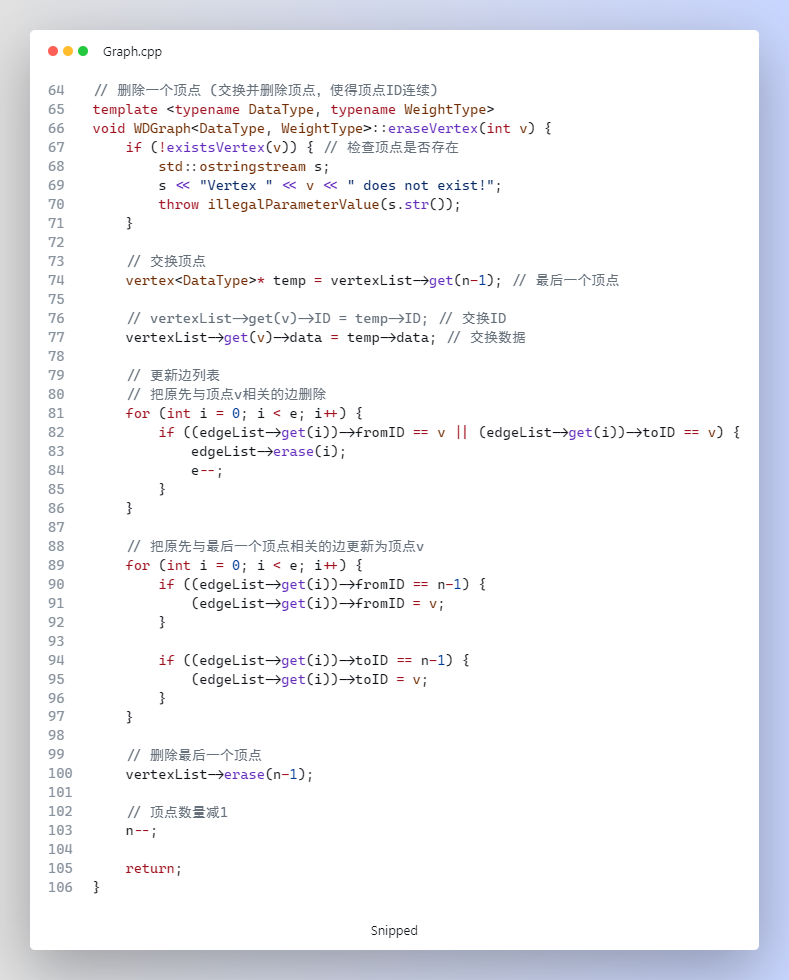 Graph.cpp
64 // 删除一个顶点 (交换并删除顶点，使得顶点ID连续)
65 template <typename DataType, typename WeightType>
66 void WDGraph<DataType, WeightType>::eraseVertex(int v) {
67     if (!existsVertex(v)) { // 检查顶点是否存在
68         std::ostringstream s;
69         s << "Vertex " << v << " does not exist!";
70         throw illegalParameterValue(s.str());
71     }
72
73     // 交换顶点
74     vertex<DataType>* temp = vertexList->get(n-1); // 最后一个顶点
75
76     // vertexList->get(v)->ID = temp->ID; // 交换ID
77     vertexList->get(v)->data = temp->data; // 交换数据
78
79     // 更新边列表
80     // 把原先与顶点v相关的边删除
81     for (int i = 0; i < e; i++) {
82         if ((edgeList->get(i))->fromID == v || (edgeList->get(i))->toID == v) {
83             edgeList->erase(i);
84             e--;
85         }
86     }
87
88     // 把原先与最后一个顶点相关的边更新为顶点v
89     for (int i = 0; i < e; i++) {
90         if ((edgeList->get(i))->fromID == n-1) {
91             (edgeList->get(i))->fromID = v;
92         }
93
94         if ((edgeList->get(i))->toID == n-1) {
95             (edgeList->get(i))->toID = v;
96         }
97     }
98
99     // 删除最后一个顶点
100     vertexList->erase(n-1);
101
102     // 顶点数量减1
103     n--;
104
105     return;
106 }
Snipped